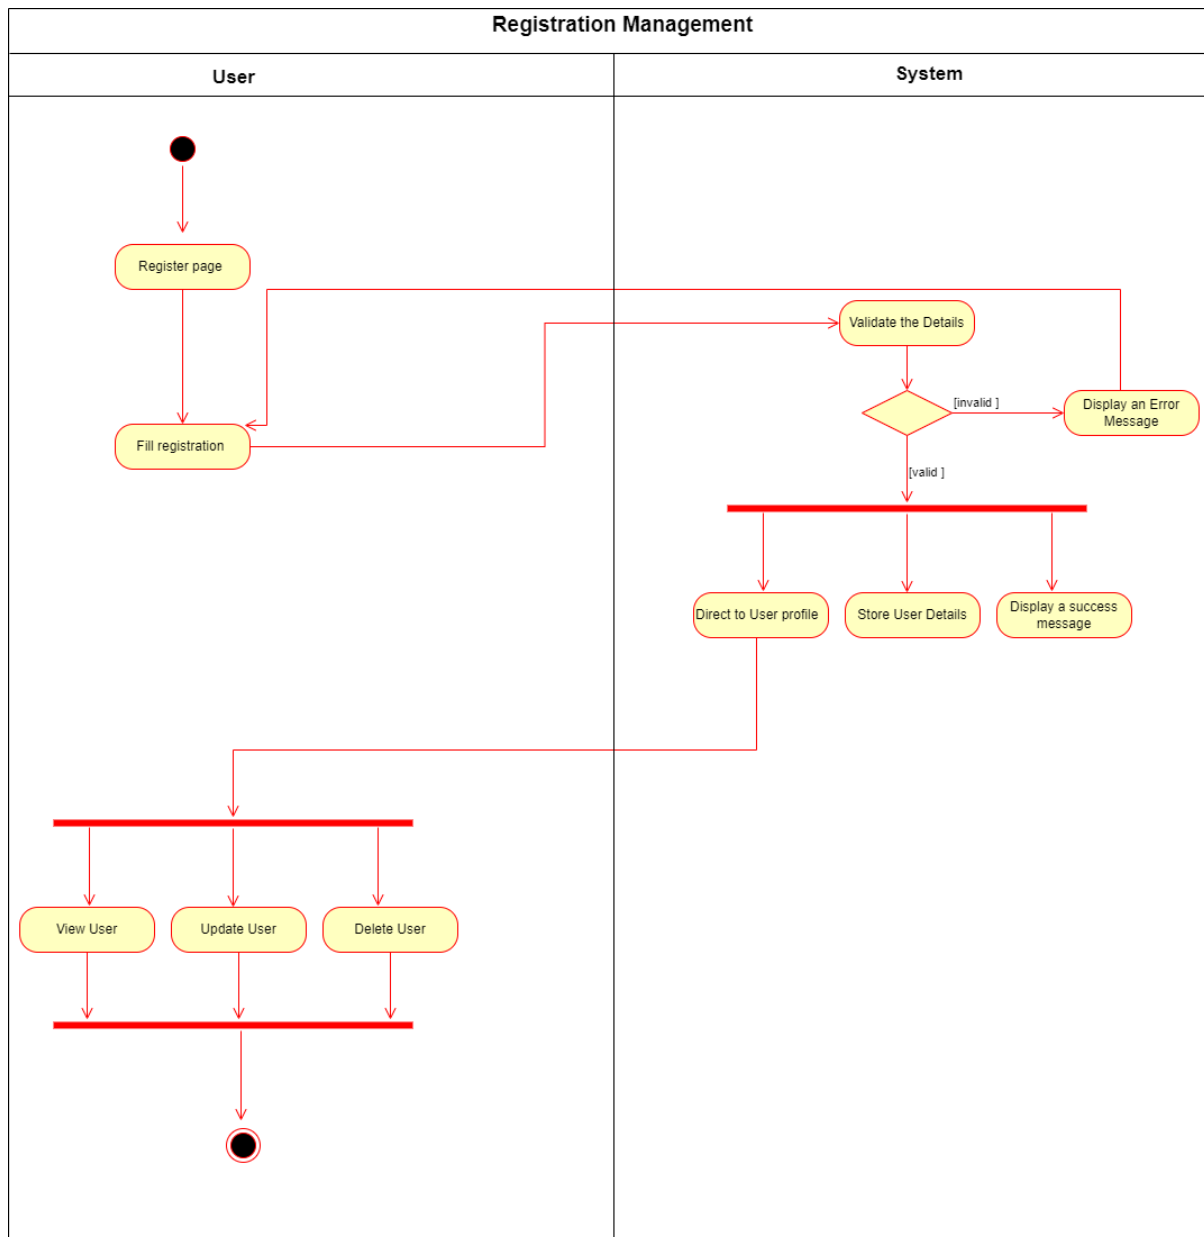 Registration Management
User
System
Register page
Validate the Details
[invalid ]
Display an Error
Message
Fill registration
[valid ]
Direct to User profile
Store User Details
Display a success
message
View User
Update User
Delete User